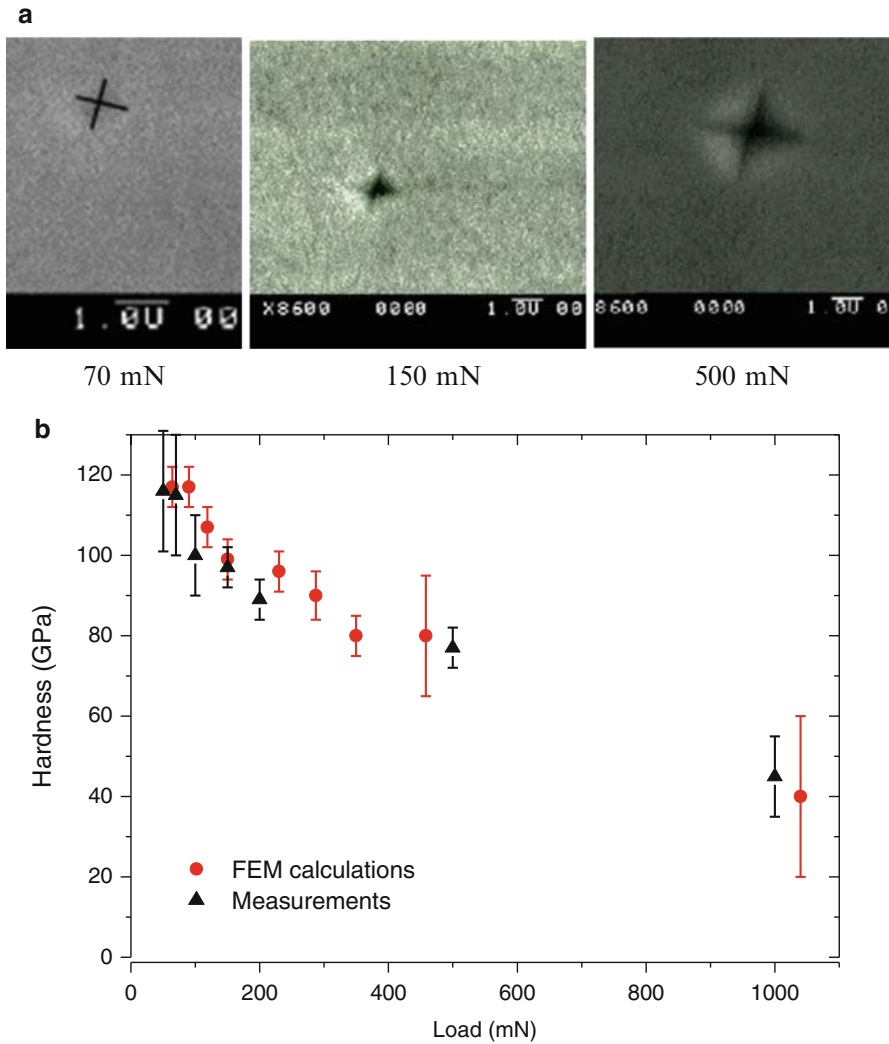 a
1.0U 00
X8600 0000 1.0U 00
8600 0000 1.0U 0
70 mN
150 mN
500 mN
b
120
100
80
60
40
20
0
Hardness (GPa)
FEM calculations
Measurements
0 200 400 600 800 1000
Load (mN)